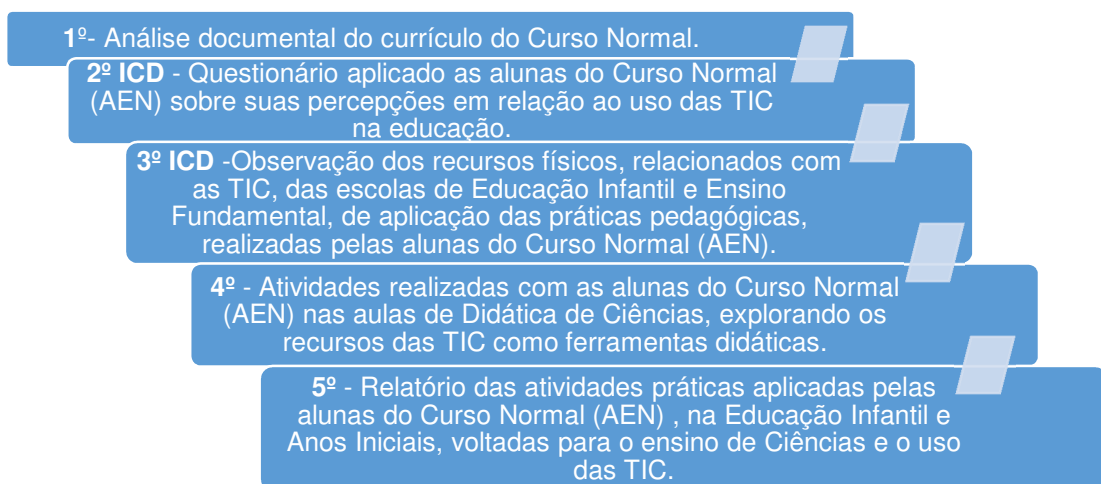 1º- Análise documental do currículo do Curso Normal.
2º ICD - Questionário aplicado as alunas do Curso Normal
(AEN) sobre suas percepções em relação ao uso das TIC
na educação.
3º ICD -Observação dos recursos físicos, relacionados com
as TIC, das escolas de Educação Infantil e Ensino
Fundamental, de aplicação das práticas pedagógicas,
realizadas pelas alunas do Curso Normal (AEN).
4º - Atividades realizadas com as alunas do Curso Normal
(AEN) nas aulas de Didática de Ciências, explorando os
recursos das TIC como ferramentas didáticas.
5º - Relatório das atividades práticas aplicadas pelas
alunas do Curso Normal (AEN) , na Educação Infantil e
Anos Iniciais, voltadas para o ensino de Ciências e o uso
das TIC.